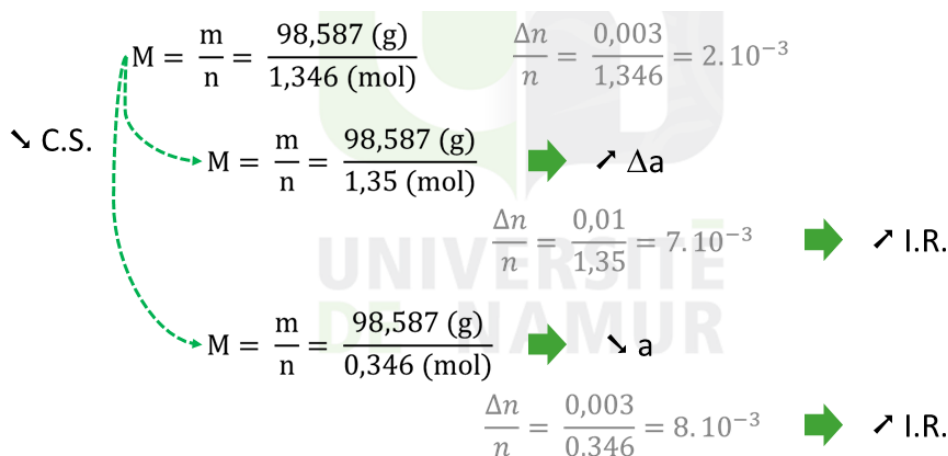 M = m/n = 98,587 (g)/1,346 (mol) Δn/n = 0,003/1,346 = 2.10⁻³
↘ C.S.
M = m/n = 98,587 (g)/1,35 (mol) ➡ ↗ Δa
Δn/n = 0,01/1,35 = 7.10⁻³ ➡ ↗ I.R.
UNIVERSITĒ
DE NAMUR
M = m/n = 98,587 (g)/0,346 (mol) ➡ ↘ a
Δn/n = 0,003/0.346 = 8.10⁻³ ➡ ↗ I.R.